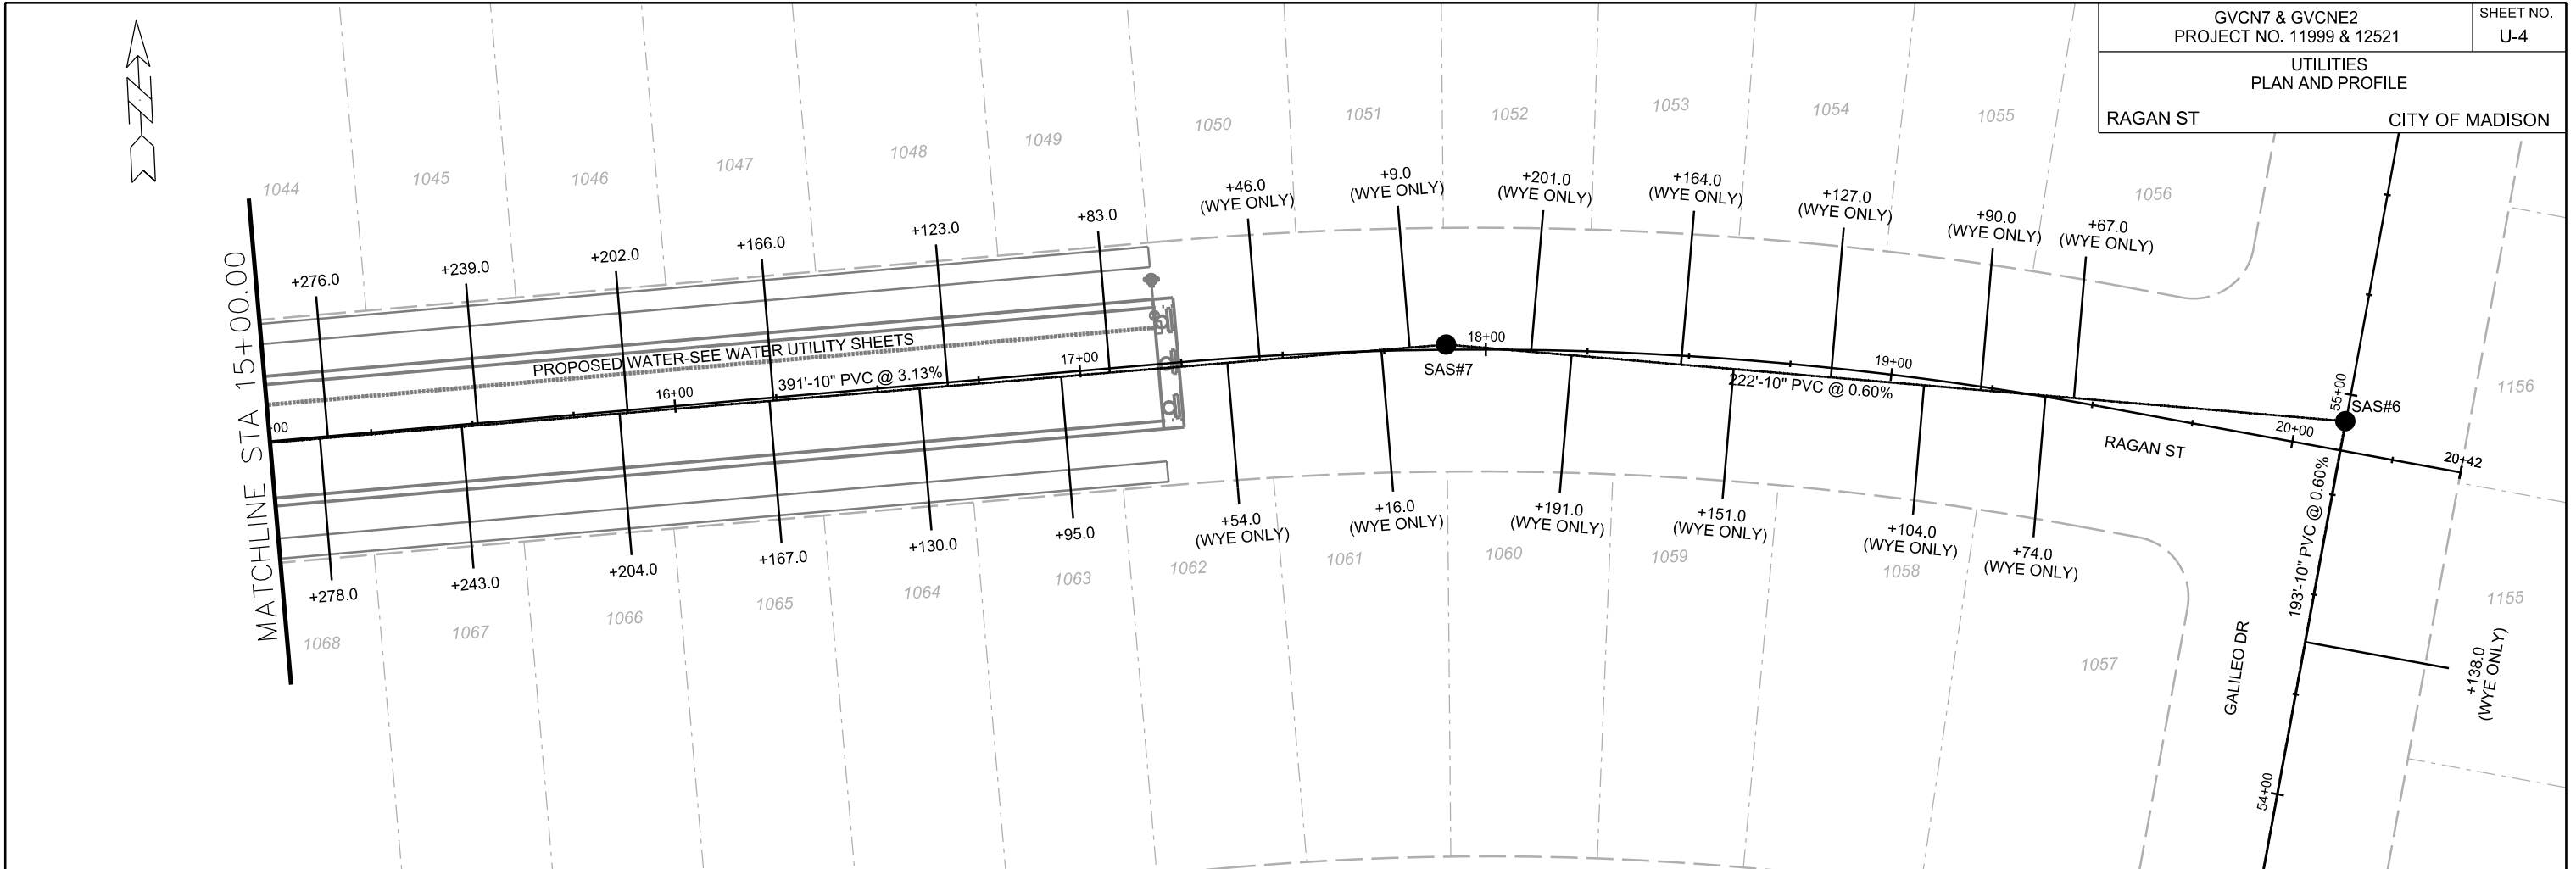 GVCN7 & GVCNE2
PROJECT NO. 11999 & 12521
SHEET NO.
U-4
UTILITIES
PLAN AND PROFILE
RAGAN ST
CITY OF MADISON
1044
1045
1046
1047
1048
1049
1050
1051
1052
1053
1054
1055
1056
+276.0
+239.0
+202.0
+166.0
+123.0
+83.0
+46.0
(WYE ONLY)
+9.0
(WYE ONLY)
+201.0
(WYE ONLY)
+164.0
(WYE ONLY)
+127.0
(WYE ONLY)
+90.0
(WYE ONLY)
+67.0
(WYE ONLY)
MATCHLINE STA 15+00.00
PROPOSED WATER-SEE WATER UTILITY SHEETS
391'-10" PVC @ 3.13%
+00
16+00
17+00
18+00
SAS#7
19+00
222'-10" PVC @ 0.60%
55+00
SAS#6
20+00
20+42
RAGAN ST
1156
193'-10" PVC @ 0.60%
+278.0
+243.0
+204.0
+167.0
+130.0
+95.0
+54.0
(WYE ONLY)
+16.0
(WYE ONLY)
+191.0
(WYE ONLY)
+151.0
(WYE ONLY)
+104.0
(WYE ONLY)
+74.0
(WYE ONLY)
1068
1067
1066
1065
1064
1063
1062
1061
1060
1059
1058
1057
1155
GALILEO DR
+138.0
(WYE ONLY)
54+00